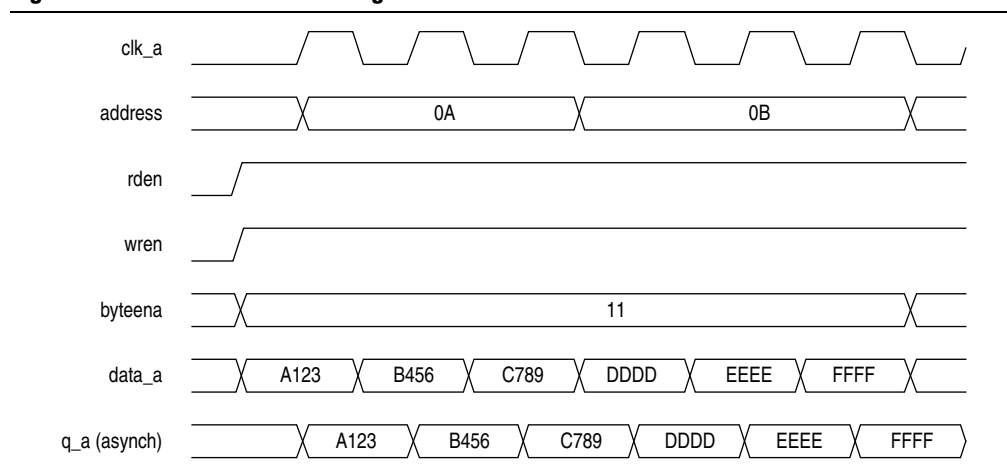 clk_a
address 0A 0B
rden
wren
byteena 11
data_a A123 B456 C789 DDDD EEEE FFFF
q_a (asynch) A123 B456 C789 DDDD EEEE FFFF